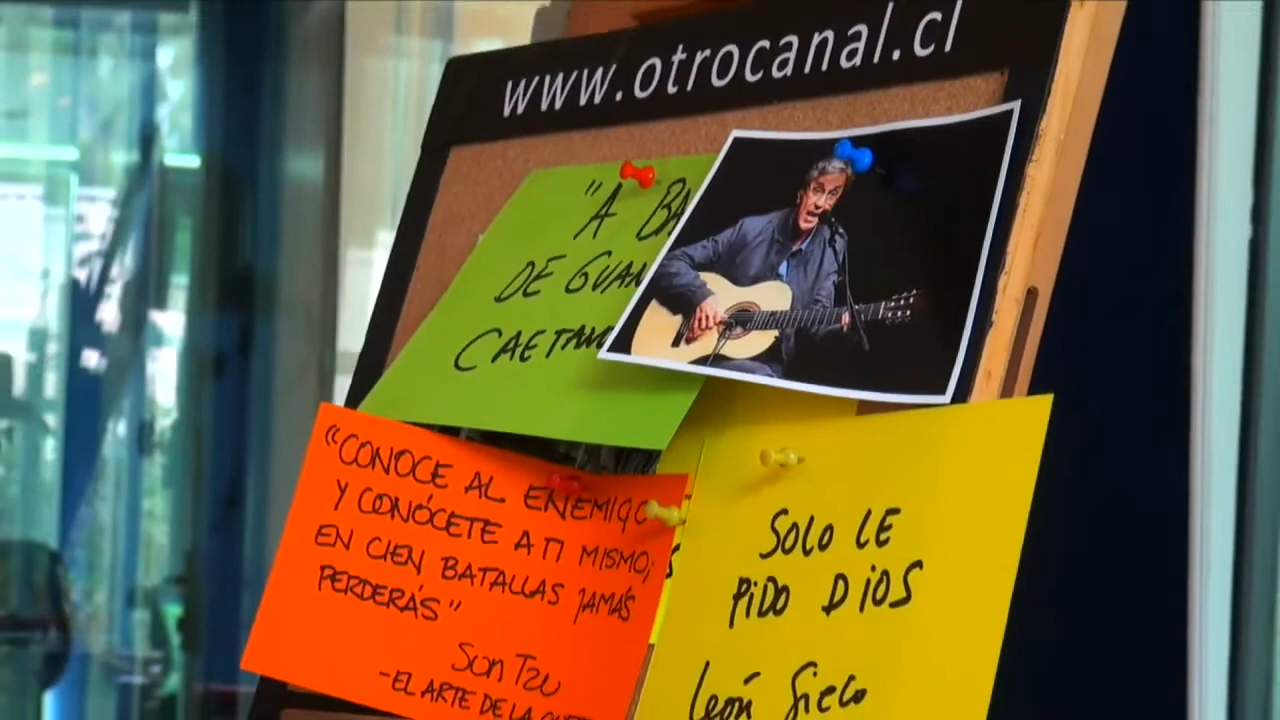 www.otrocanal.cl
"A BA
DE GUAN
CAETAN
"CONOCE AL ENEMIGO
Y CONÓCETE A TI MISMO;
EN CIEN BATALLAS JAMÁS
PERDERÁS"
Sun Tzu
-EL ARTE DE LA GUER
SOLO LE
PIDO DIOS
León Gieco